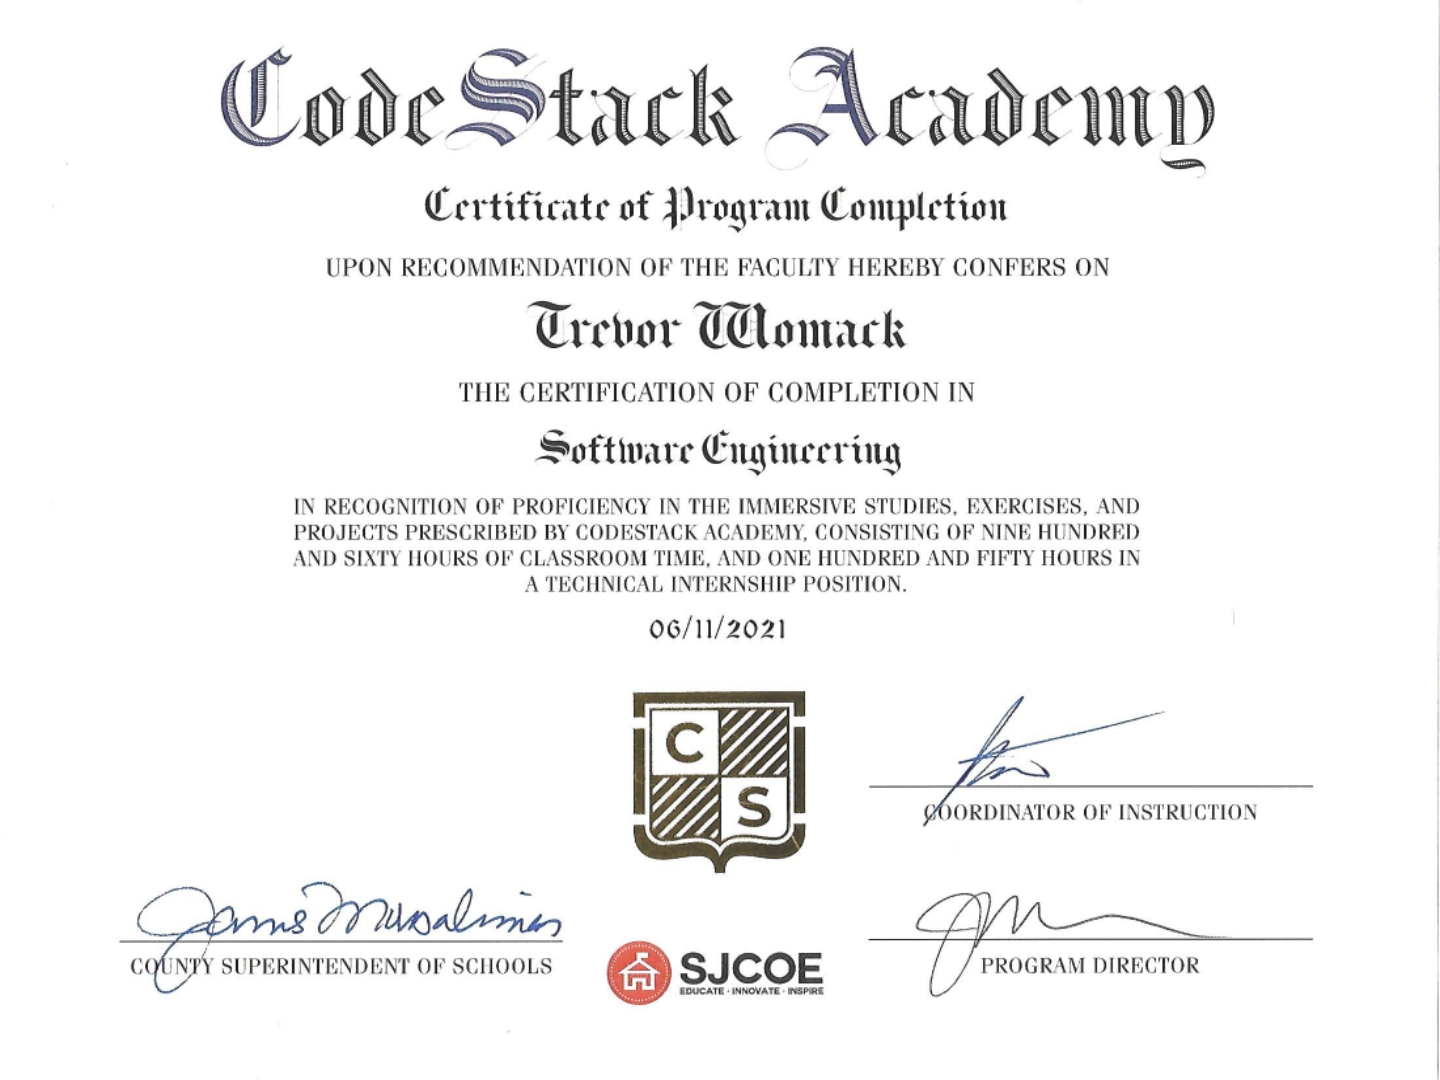 CodeStack Academy
Certificate of Program Completion
UPON RECOMMENDATION OF THE FACULTY HEREBY CONFERS ON
Trevor Womack
THE CERTIFICATION OF COMPLETION IN
Software Engineering
IN RECOGNITION OF PROFICIENCY IN THE IMMERSIVE STUDIES, EXERCISES, AND
PROJECTS PRESCRIBED BY CODESTACK ACADEMY, CONSISTING OF NINE HUNDRED
AND SIXTY HOURS OF CLASSROOM TIME, AND ONE HUNDRED AND FIFTY HOURS IN
A TECHNICAL INTERNSHIP POSITION.
06/11/2021
C
S
COORDINATOR OF INSTRUCTION
COUNTY SUPERINTENDENT OF SCHOOLS
SJCOE
EDUCATE · INNOVATE · INSPIRE
PROGRAM DIRECTOR